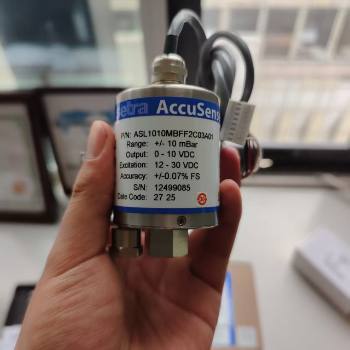 etra AccuSens
P/N: ASL1010MBFF2C03A01
Range: +/- 10 mBar
Output: 0 - 10 VDC
Excitation: 12 - 30 VDC
Accuracy: +/-0.07% FS
S/N: 12499085
Date Code: 27 25